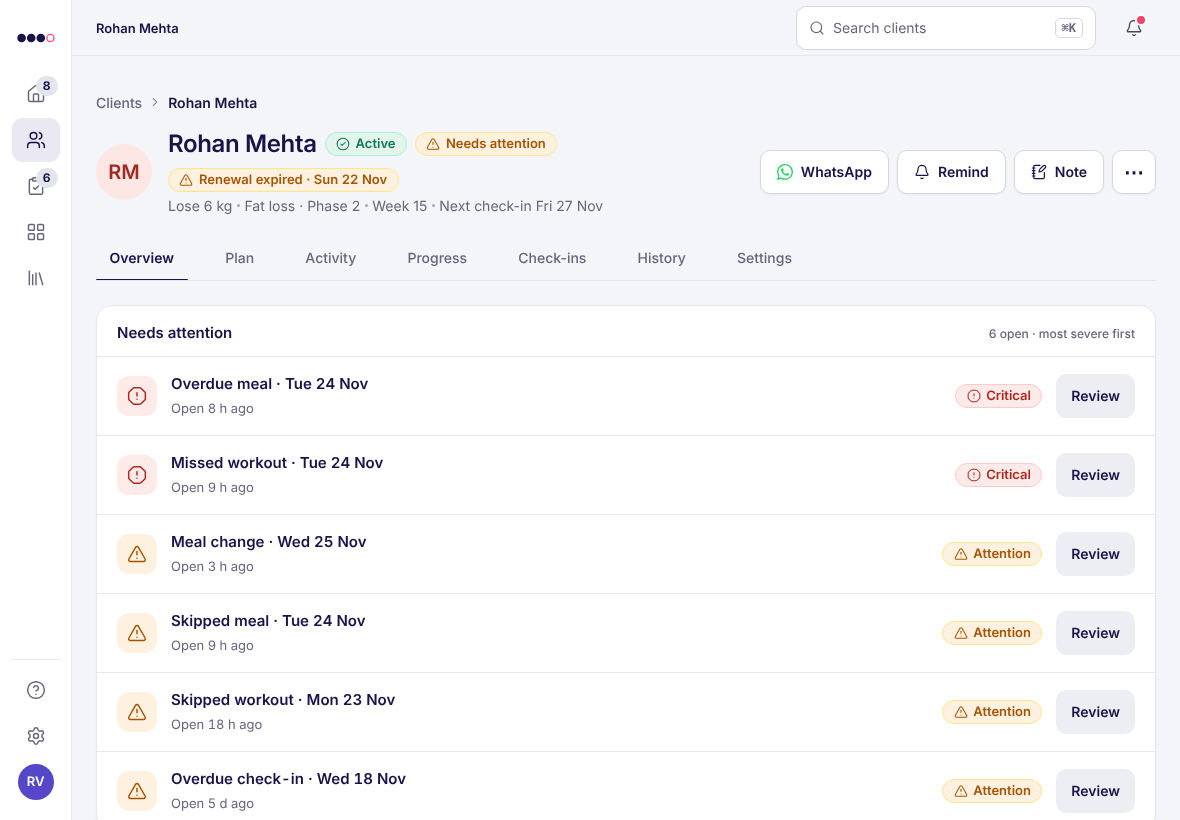 Rohan Mehta
Search clients
⌘K
8
6
Clients > Rohan Mehta
RM
Rohan Mehta
Active
Needs attention
Renewal expired · Sun 22 Nov
Lose 6 kg · Fat loss · Phase 2 · Week 15 · Next check-in Fri 27 Nov
WhatsApp
Remind
Note
Overview
Plan
Activity
Progress
Check-ins
History
Settings
Needs attention
6 open · most severe first
Overdue meal · Tue 24 Nov
Open 8 h ago
Critical
Review
Missed workout · Tue 24 Nov
Open 9 h ago
Critical
Review
Meal change · Wed 25 Nov
Open 3 h ago
Attention
Review
Skipped meal · Tue 24 Nov
Open 9 h ago
Attention
Review
Skipped workout · Mon 23 Nov
Open 18 h ago
Attention
Review
Overdue check-in · Wed 18 Nov
Open 5 d ago
Attention
Review
RV